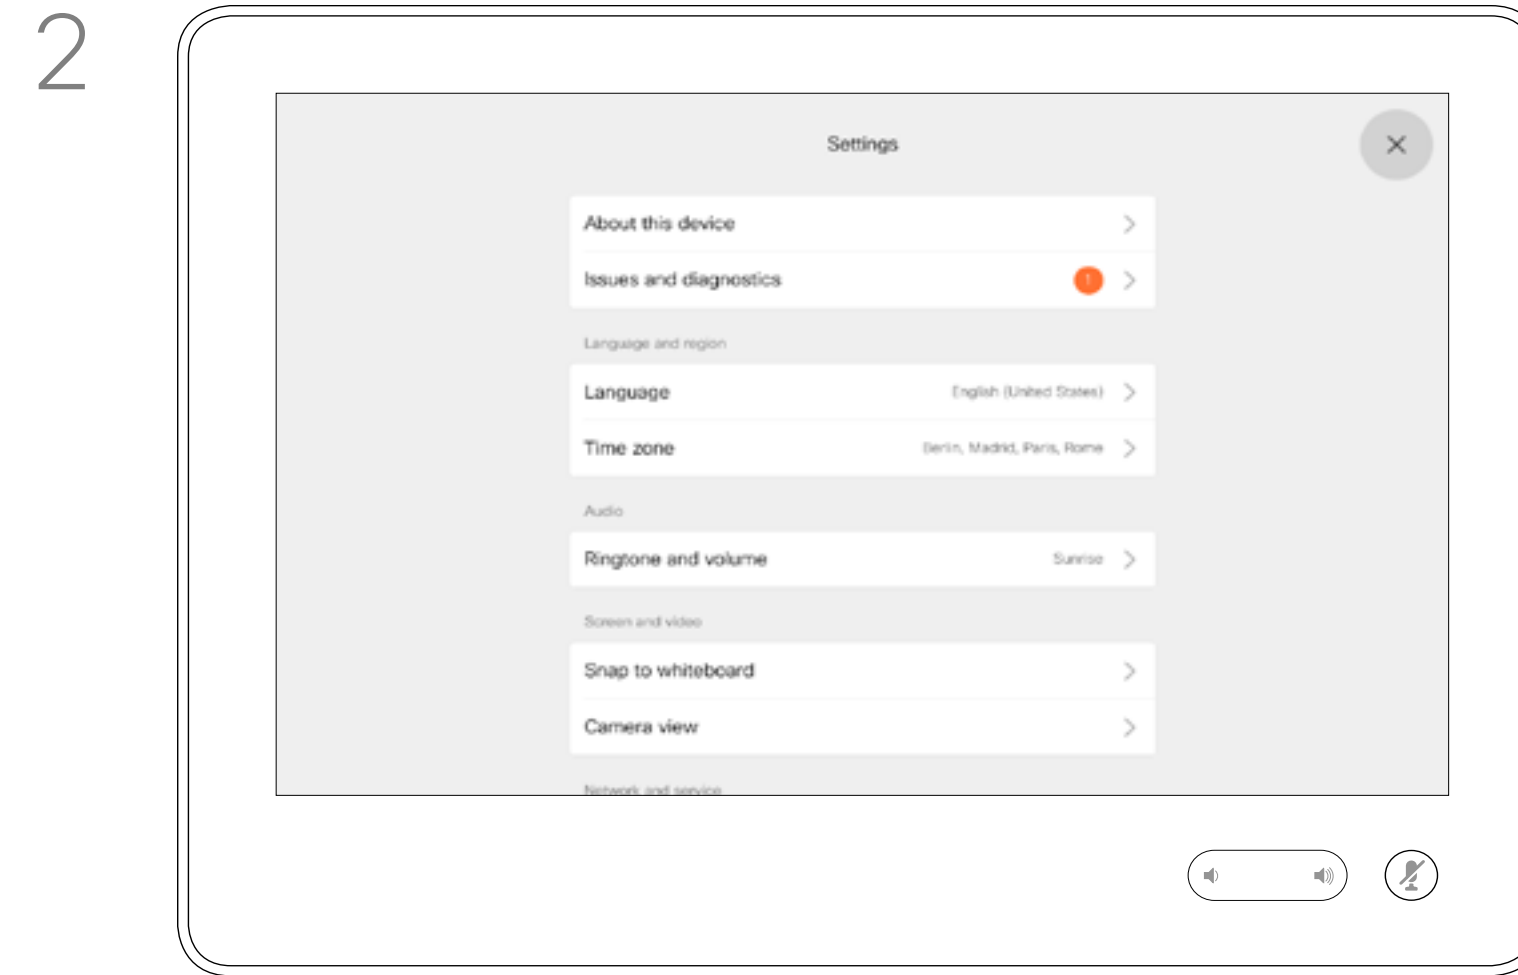 2
Settings
About this device
Issues and diagnostics 1
Language and region
Language English (United States)
Time zone Berlin, Madrid, Paris, Rome
Audio
Ringtone and volume Sunrise
Screen and video
Snap to whiteboard
Camera view
Network and service